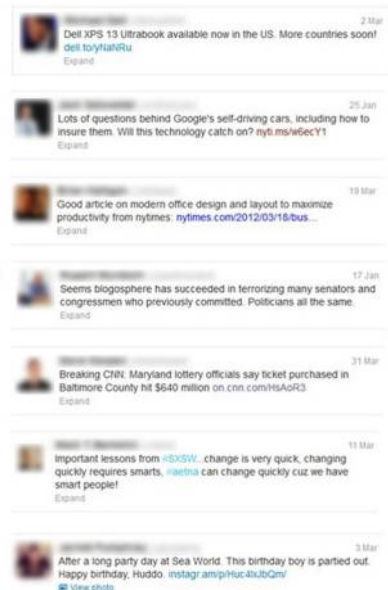 2 Mar
Dell XPS 13 Ultrabook available now in the US. More countries soon!
dell.to/yNaNRu
Expand
25 Jan
Lots of questions behind Google's self-driving cars, including how to
insure them. Will this technology catch on? nyti.ms/w6ecY1
Expand
19 Mar
Good article on modern office design and layout to maximize
productivity from nytimes: nytimes.com/2012/03/18/bus...
Expand
17 Jan
Seems blogosphere has succeeded in terrorizing many senators and
congressmen who previously committed. Politicians all the same.
Expand
31 Mar
Breaking CNN: Maryland lottery officials say ticket purchased in
Baltimore County hit $640 million on.cnn.com/HsAoR3
Expand
11 Mar
Important lessons from #SXSW...change is very quick, changing
quickly requires smarts, #aetna can change quickly cuz we have
smart people!
Expand
3 Mar
After a long party day at Sea World. This birthday boy is partied out.
Happy birthday, Huddo. instagr.am/p/Huc4lxJbQm/
View photo